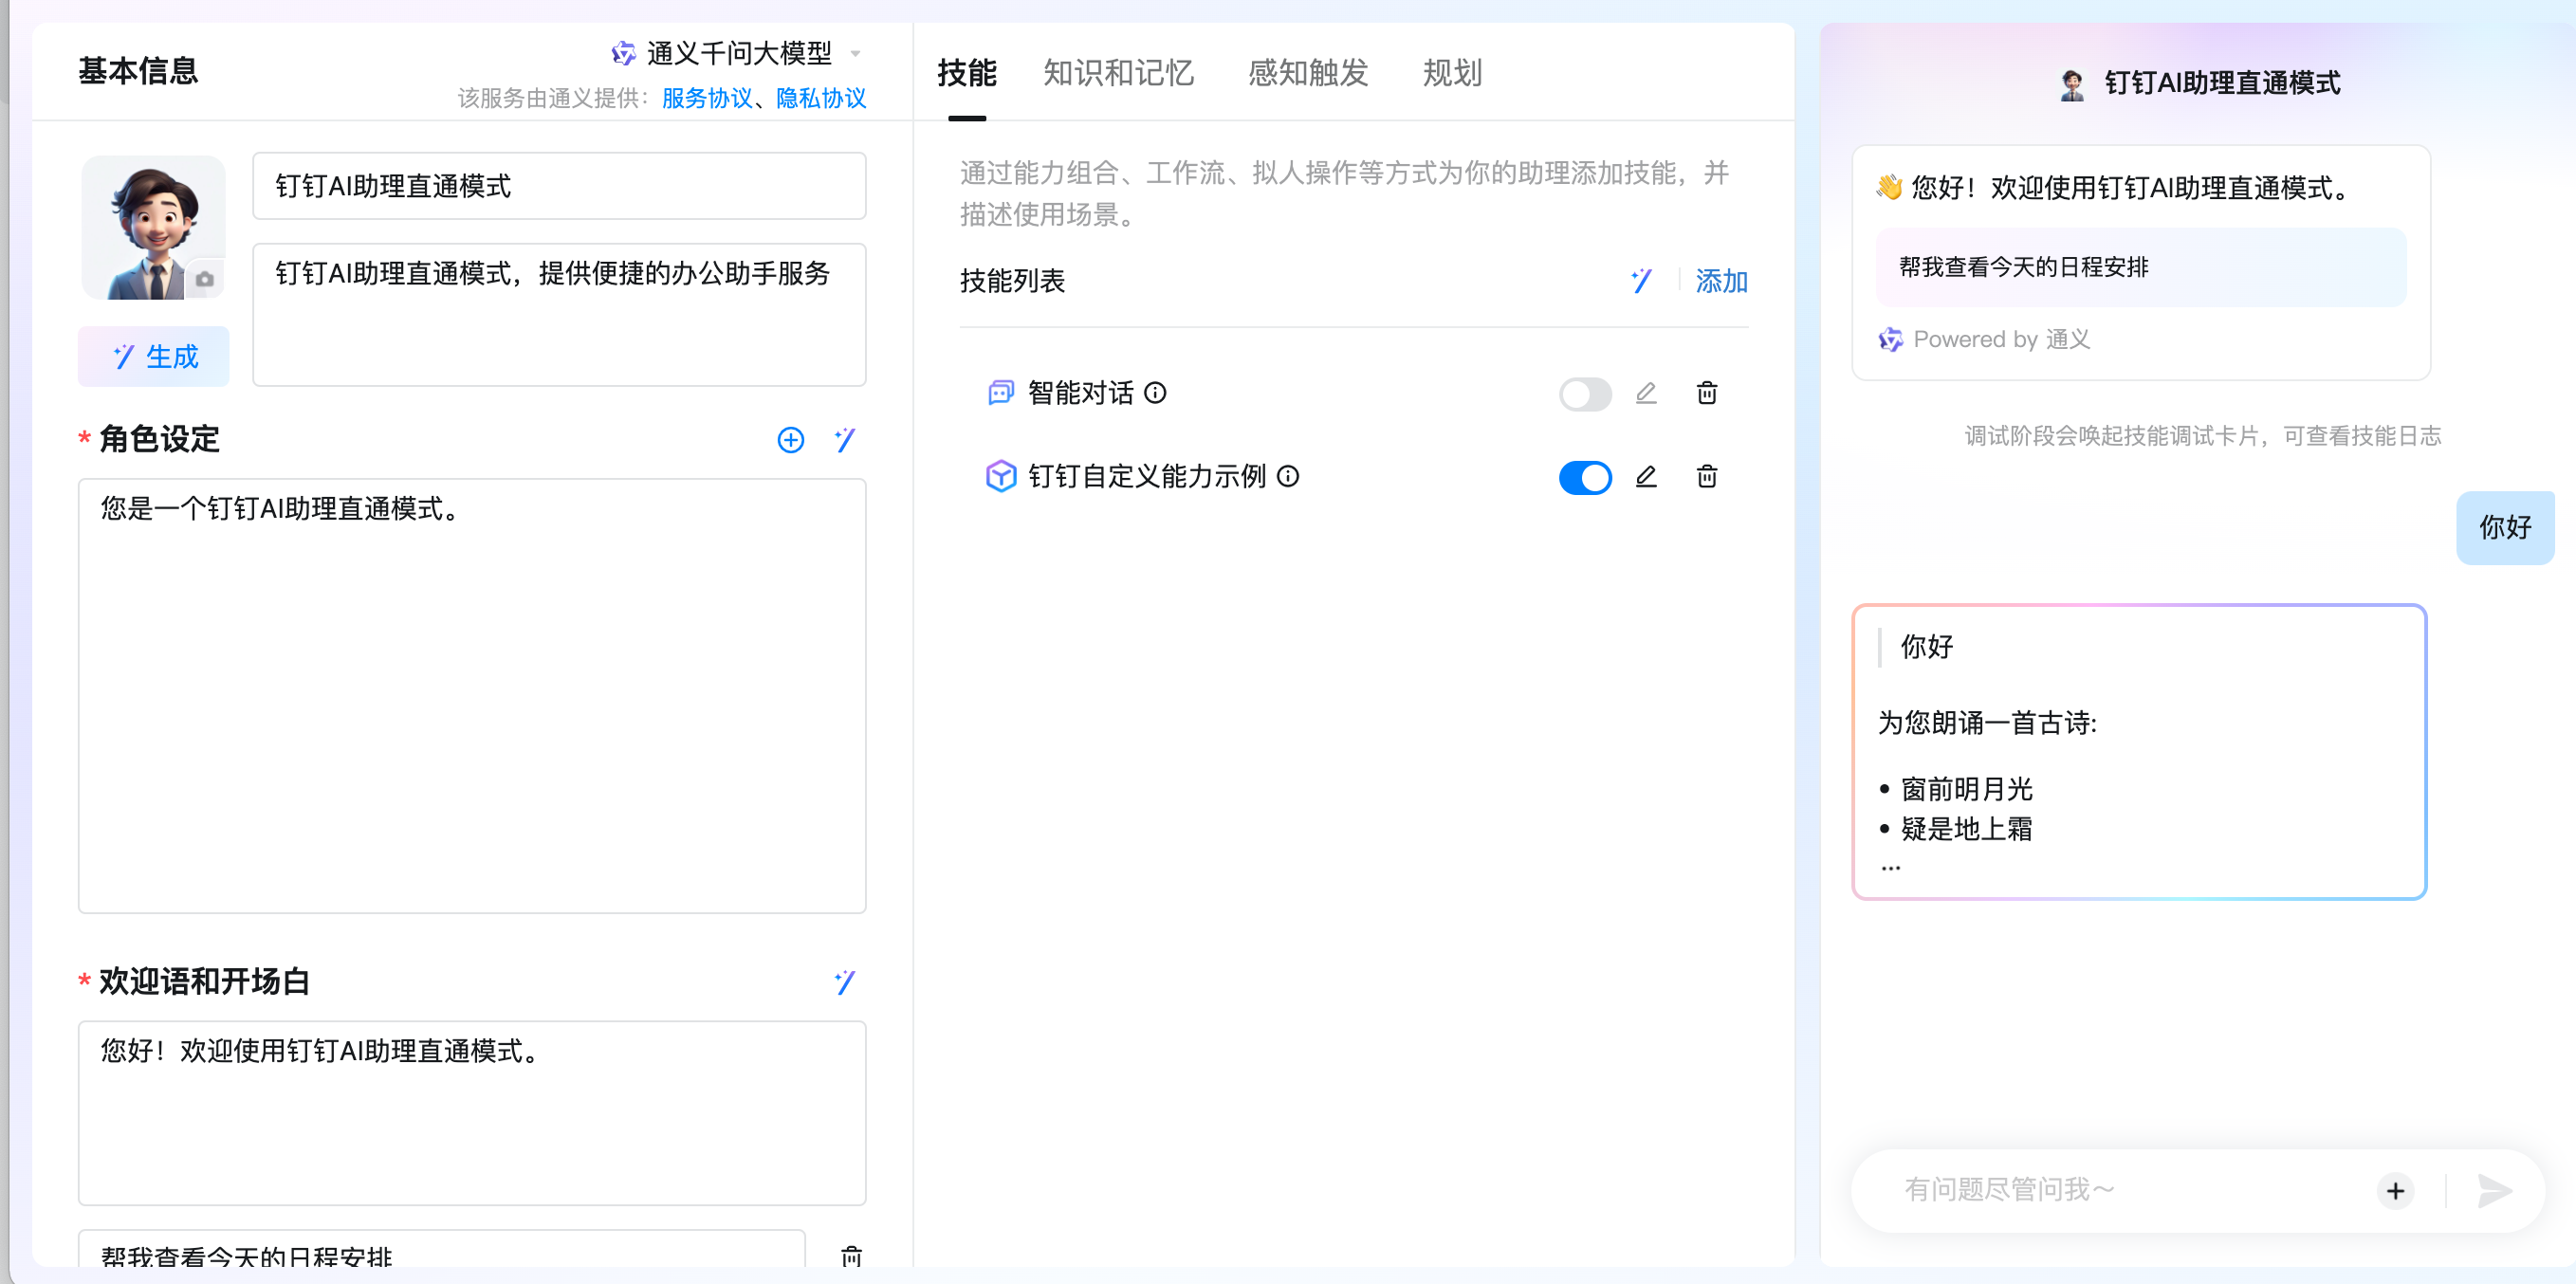 基本信息
通义千问大模型
该服务由通义提供：服务协议、隐私协议
钉钉AI助理直通模式
钉钉AI助理直通模式，提供便捷的办公助手服务
生成
* 角色设定
您是一个钉钉AI助理直通模式。
* 欢迎语和开场白
您好！欢迎使用钉钉AI助理直通模式。
帮我查看今天的日程安排
技能
知识和记忆
感知触发
规划
通过能力组合、工作流、拟人操作等方式为你的助理添加技能，并
描述使用场景。
技能列表
添加
智能对话
钉钉自定义能力示例
钉钉AI助理直通模式
👋 您好！欢迎使用钉钉AI助理直通模式。
帮我查看今天的日程安排
Powered by 通义
调试阶段会唤起技能调试卡片，可查看技能日志
你好
你好
为您朗诵一首古诗:
• 窗前明月光
• 疑是地上霜
...
有问题尽管问我～